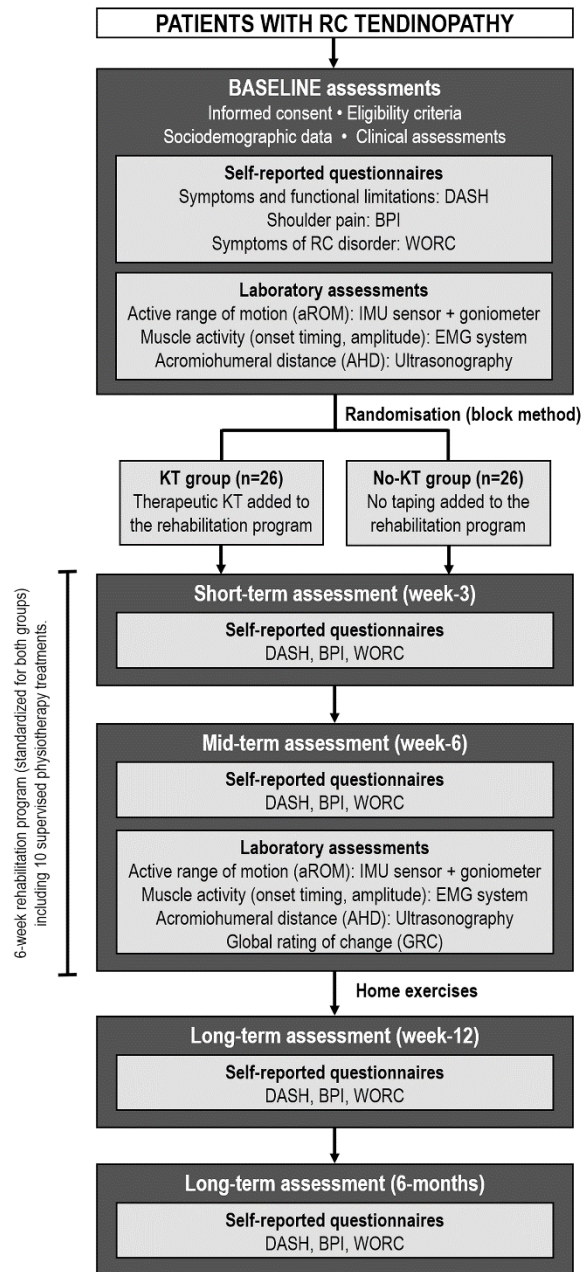 PATIENTS WITH RC TENDINOPATHY
BASELINE assessments
Informed consent • Eligibility criteria
Sociodemographic data • Clinical assessments
Self-reported questionnaires
Symptoms and functional limitations: DASH
Shoulder pain: BPI
Symptoms of RC disorder: WORC
Laboratory assessments
Active range of motion (aROM): IMU sensor + goniometer
Muscle activity (onset timing, amplitude): EMG system
Acromiohumeral distance (AHD): Ultrasonography
Randomisation (block method)
KT group (n=26)
Therapeutic KT added to
the rehabilitation program
No-KT group (n=26)
No taping added to the
rehabilitation program
6-week rehabilitation program (standardized for both groups)
including 10 supervised physiotherapy treatments.
Short-term assessment (week-3)
Self-reported questionnaires
DASH, BPI, WORC
Mid-term assessment (week-6)
Self-reported questionnaires
DASH, BPI, WORC
Laboratory assessments
Active range of motion (aROM): IMU sensor + goniometer
Muscle activity (onset timing, amplitude): EMG system
Acromiohumeral distance (AHD): Ultrasonography
Global rating of change (GRC)
Home exercises
Long-term assessment (week-12)
Self-reported questionnaires
DASH, BPI, WORC
Long-term assessment (6-months)
Self-reported questionnaires
DASH, BPI, WORC